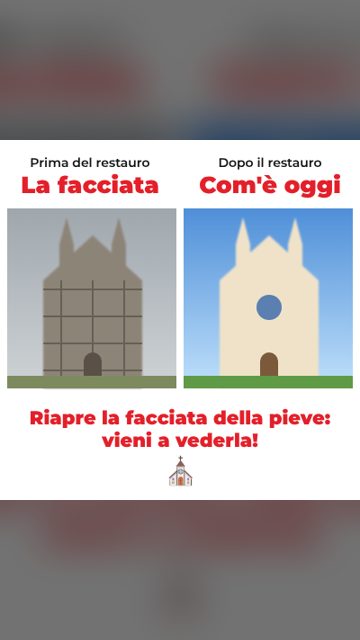 Prima del restauro
La facciata
Dopo il restauro
Com'è oggi
Riapre la facciata della pieve:
vieni a vederla!